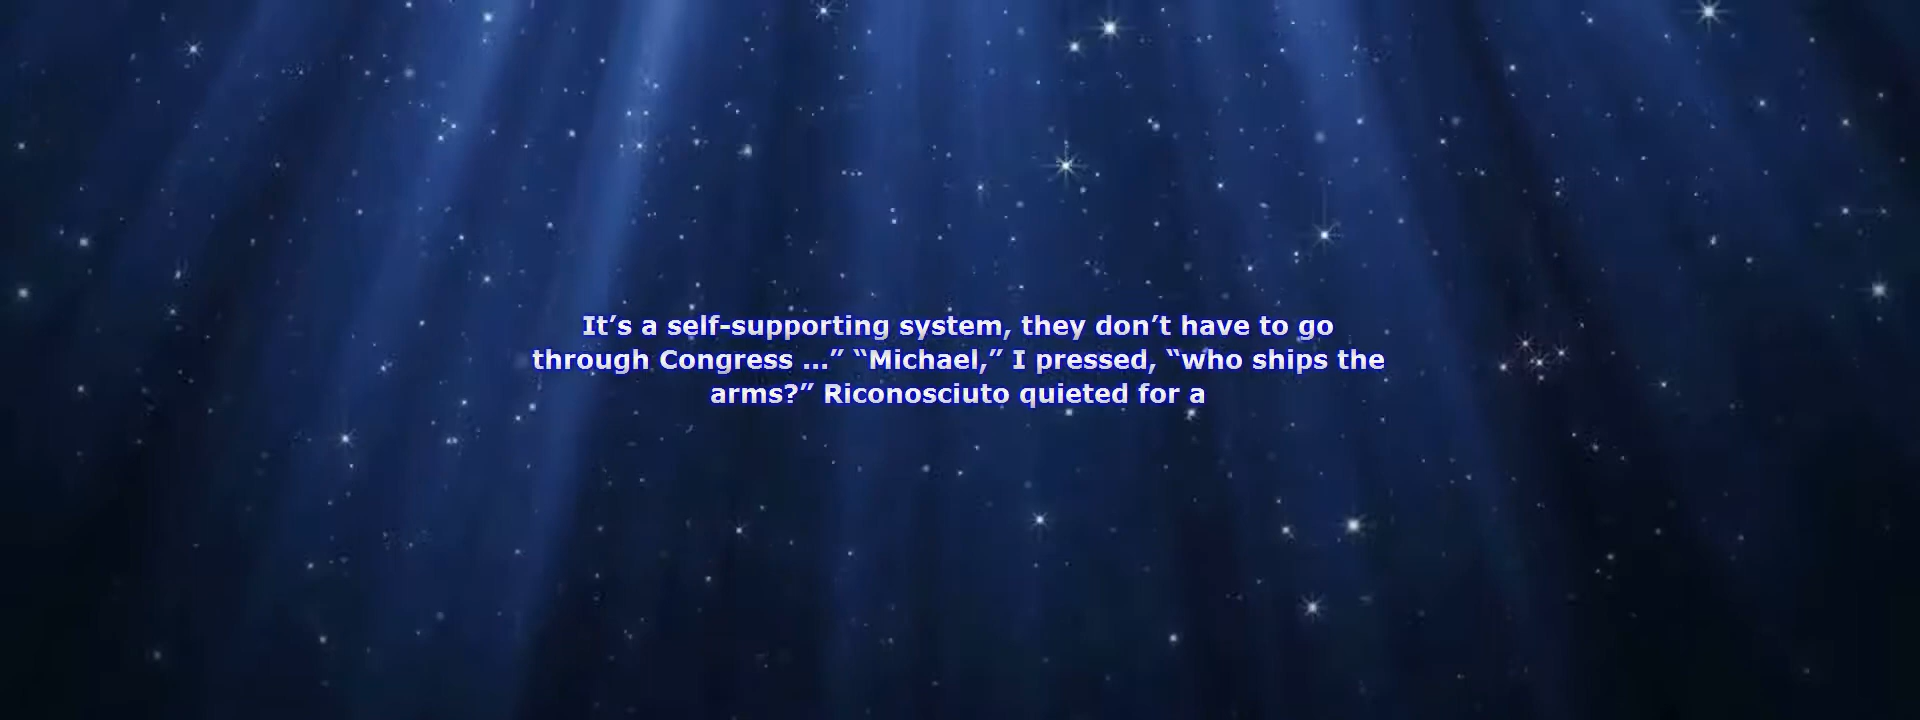 It’s a self-supporting system, they don’t have to go
through Congress ...” “Michael,” I pressed, “who ships the
arms?” Riconosciuto quieted for a